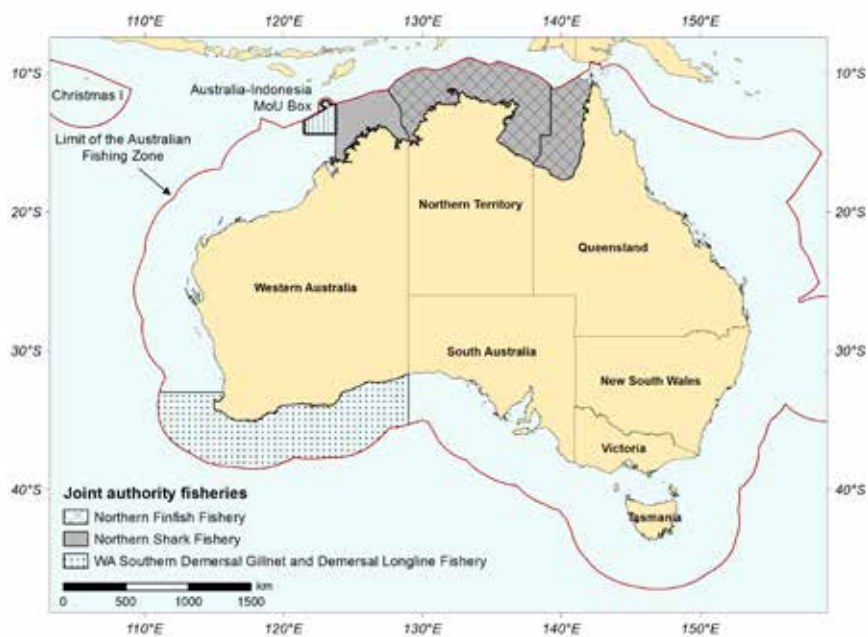 110°E 120°E 130°E 140°E 150°E
10°S 10°S
Christmas I
Australia-Indonesia
MoU Box
Limit of the Australian
Fishing Zone
20°S 20°S
Northern Territory
Queensland
Western Australia
30°S 30°S
South Australia
New South Wales
Victoria
40°S 40°S
Tasmania
Joint authority fisheries
Northern Finfish Fishery
Northern Shark Fishery
WA Southern Demersal Gillnet and Demersal Longline Fishery
km
0 500 1000 1500
110°E 120°E 130°E 140°E 150°E